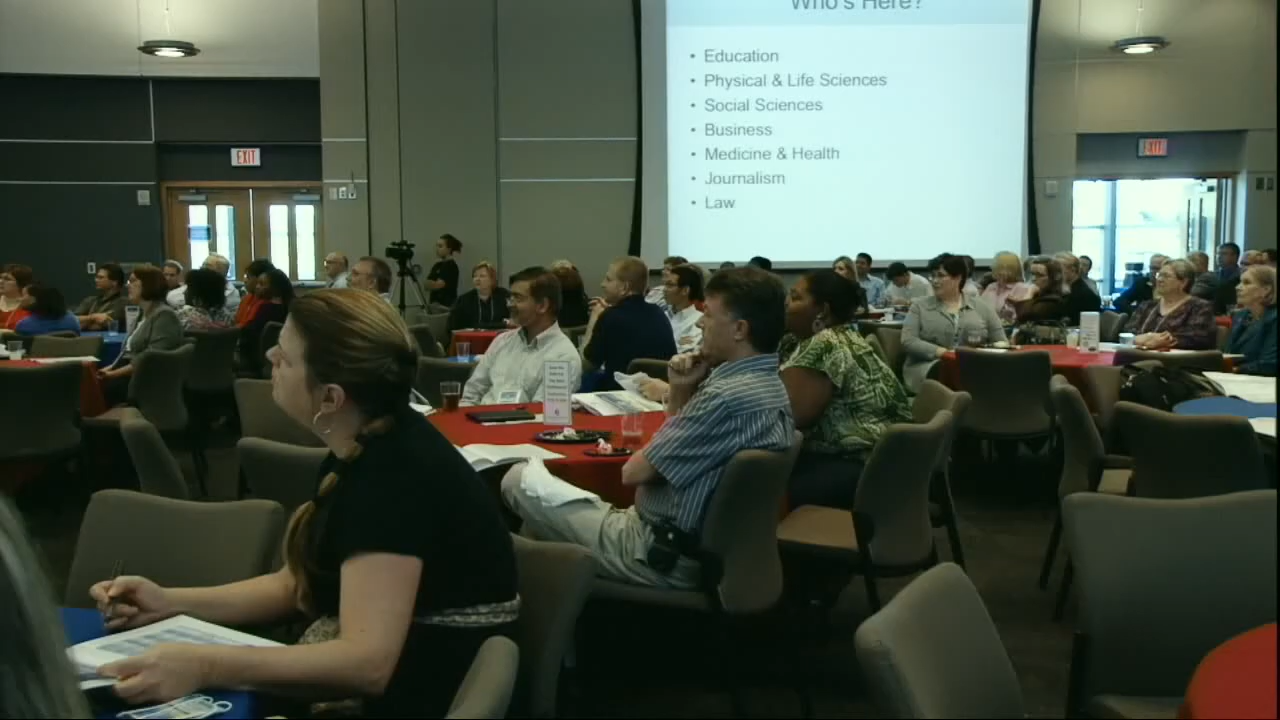 Who's Here?
• Education
• Physical & Life Sciences
• Social Sciences
• Business
• Medicine & Health
• Journalism
• Law
EXIT
EXIT